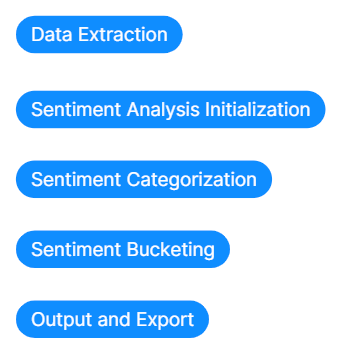 Data Extraction
Sentiment Analysis Initialization
Sentiment Categorization
Sentiment Bucketing
Output and Export